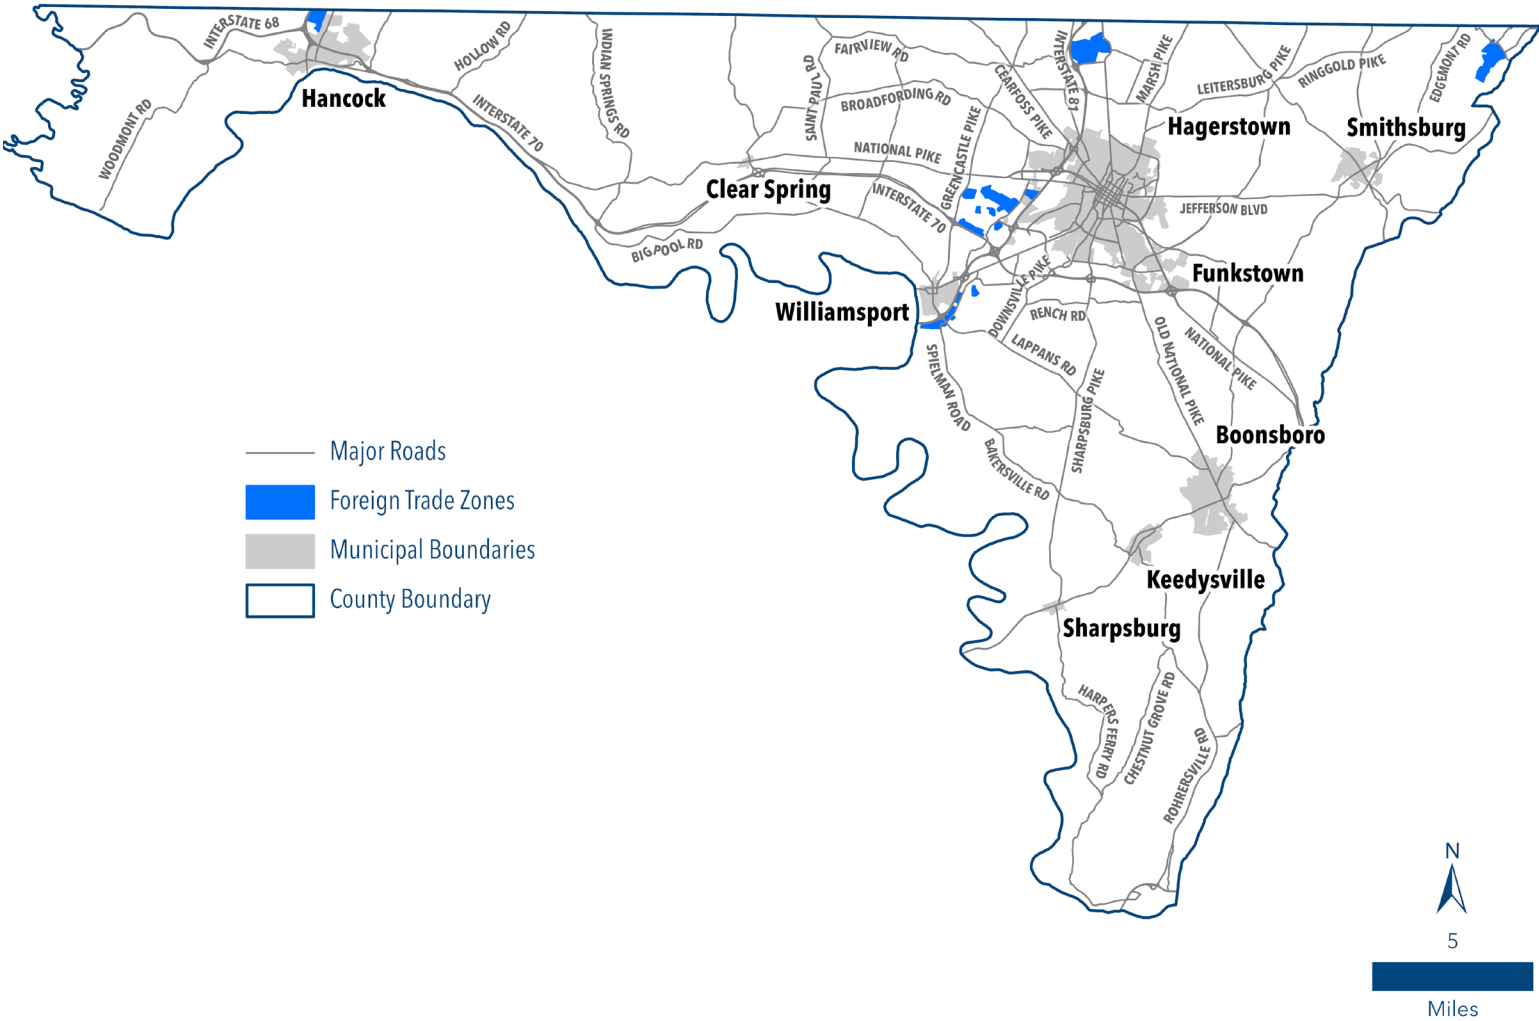 INTERSTATE 68
HOLLOW RD
INDIAN SPRINGS RD
SAINT PAUL RD
FAIRVIEW RD
BROADFORDING RD
CEARFOSS PIKE
INTERSTATE 81
MARSH PIKE
LEITERSBURG PIKE
RINGGOLD PIKE
EDGEMONT RD
Hancock
WOODMONT RD
INTERSTATE 70
Hagerstown
Smithsburg
NATIONAL PIKE
GREENCASTLE PIKE
Clear Spring
INTERSTATE 70
JEFFERSON BLVD
BIG POOL RD
Funkstown
Williamsport
DOWNSVILLE PIKE
RENCH RD
LAPPANS RD
OLD NATIONAL PIKE
NATIONAL PIKE
SPIELMAN ROAD
SHARPSBURG PIKE
Boonsboro
BAKERSVILLE RD
Major Roads
Foreign Trade Zones
Municipal Boundaries
County Boundary
Keedysville
Sharpsburg
HARPERS FERRY RD
CHESTNUT GROVE RD
ROHRERSVILLE RD
N
5
Miles